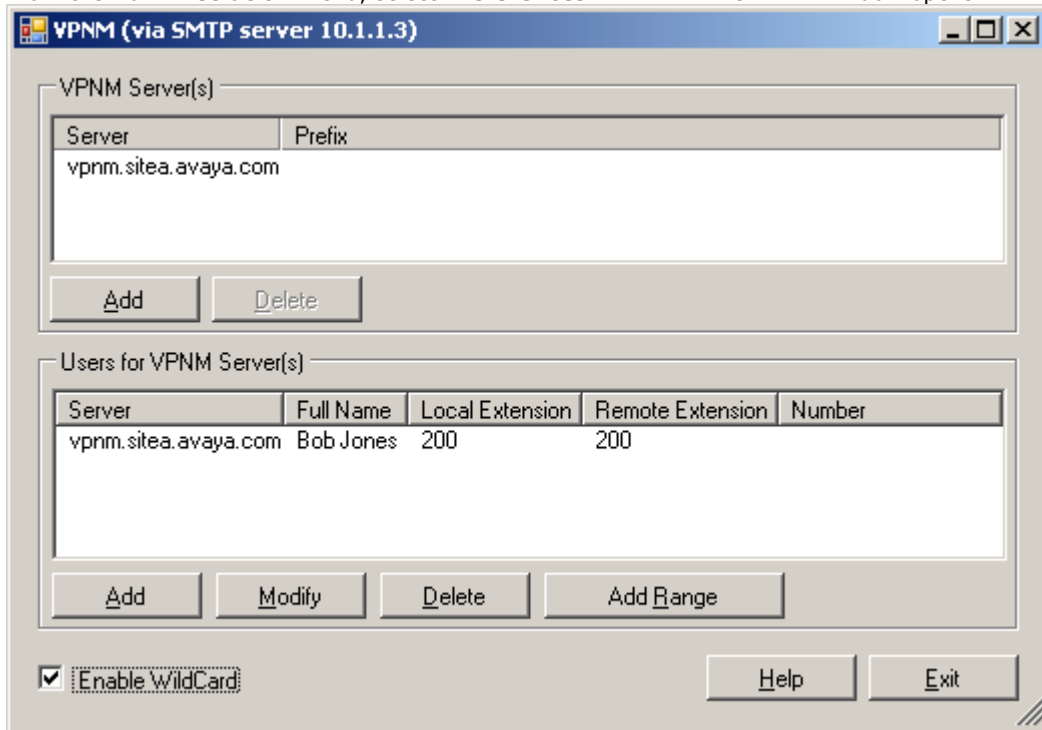 VPNM (via SMTP server 10.1.1.3)
VPNM Server(s)
Server Prefix
vpnm.sitea.avaya.com
Add Delete
Users for VPNM Server(s)
Server Full Name Local Extension Remote Extension Number
vpnm.sitea.avaya.com Bob Jones 200 200
Add Modify Delete Add Range
Enable WildCard Help Exit